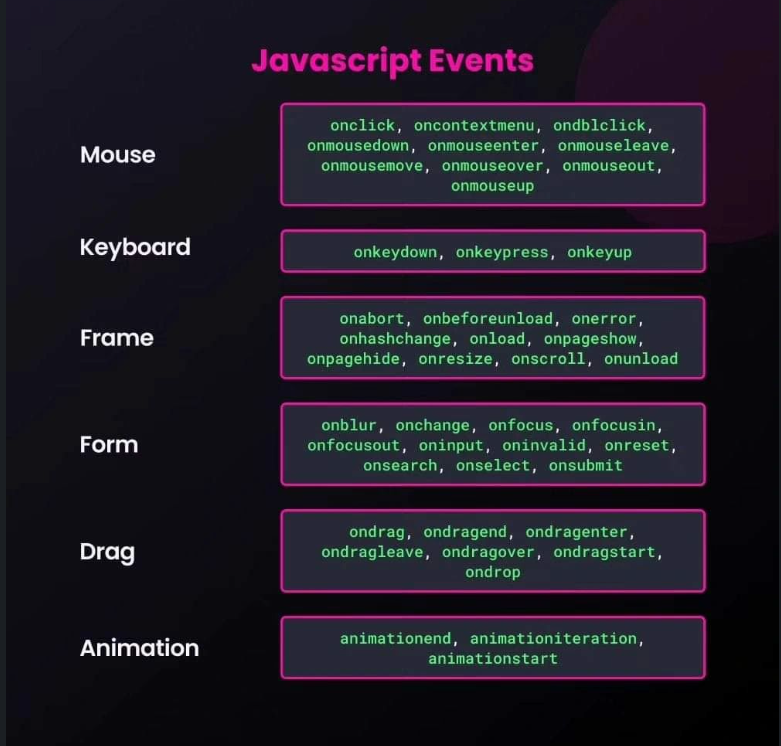 Javascript Events
Mouse
onclick, oncontextmenu, ondblclick,
onmousedown, onmouseenter, onmouseleave,
onmousemove, onmouseover, onmouseout,
onmouseup
Keyboard
onkeydown, onkeypress, onkeyup
Frame
onabort, onbeforeunload, onerror,
onhashchange, onload, onpageshow,
onpagehide, onresize, onscroll, onunload
Form
onblur, onchange, onfocus, onfocusin,
onfocusout, oninput, oninvalid, onreset,
onsearch, onselect, onsubmit
Drag
ondrag, ondragend, ondragenter,
ondragleave, ondragover, ondragstart,
ondrop
Animation
animationend, animationiteration,
animationstart